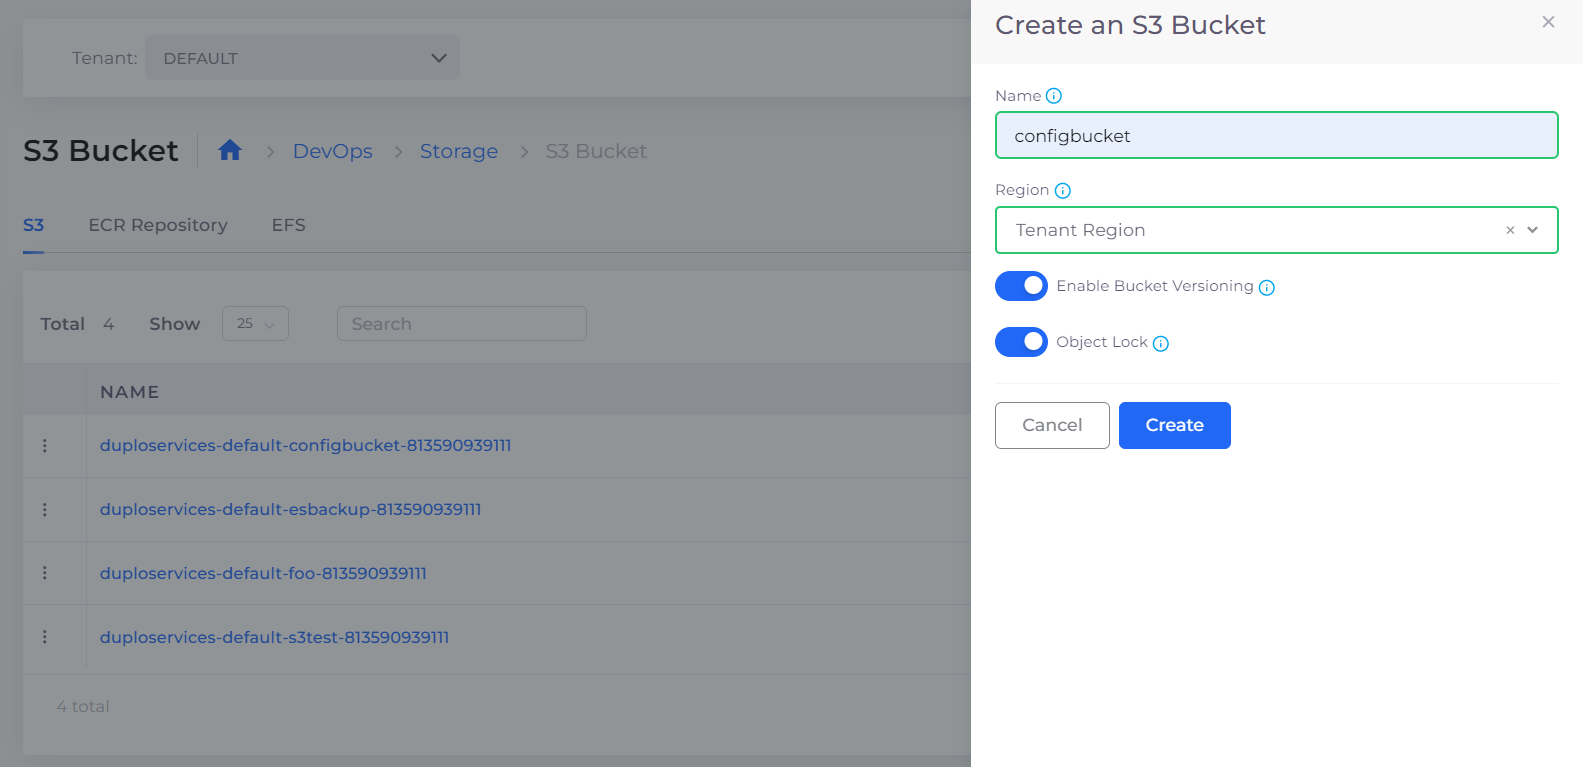 Tenant: DEFAULT
S3 Bucket DevOps Storage S3 Bucket
S3 ECR Repository EFS
Total 4 Show 25 Search
NAME
duploservices-default-configbucket-813590939111
duploservices-default-esbackup-813590939111
duploservices-default-foo-813590939111
duploservices-default-s3test-813590939111
4 total
Create an S3 Bucket
Name
configbucket
Region
Tenant Region
Enable Bucket Versioning
Object Lock
Cancel Create